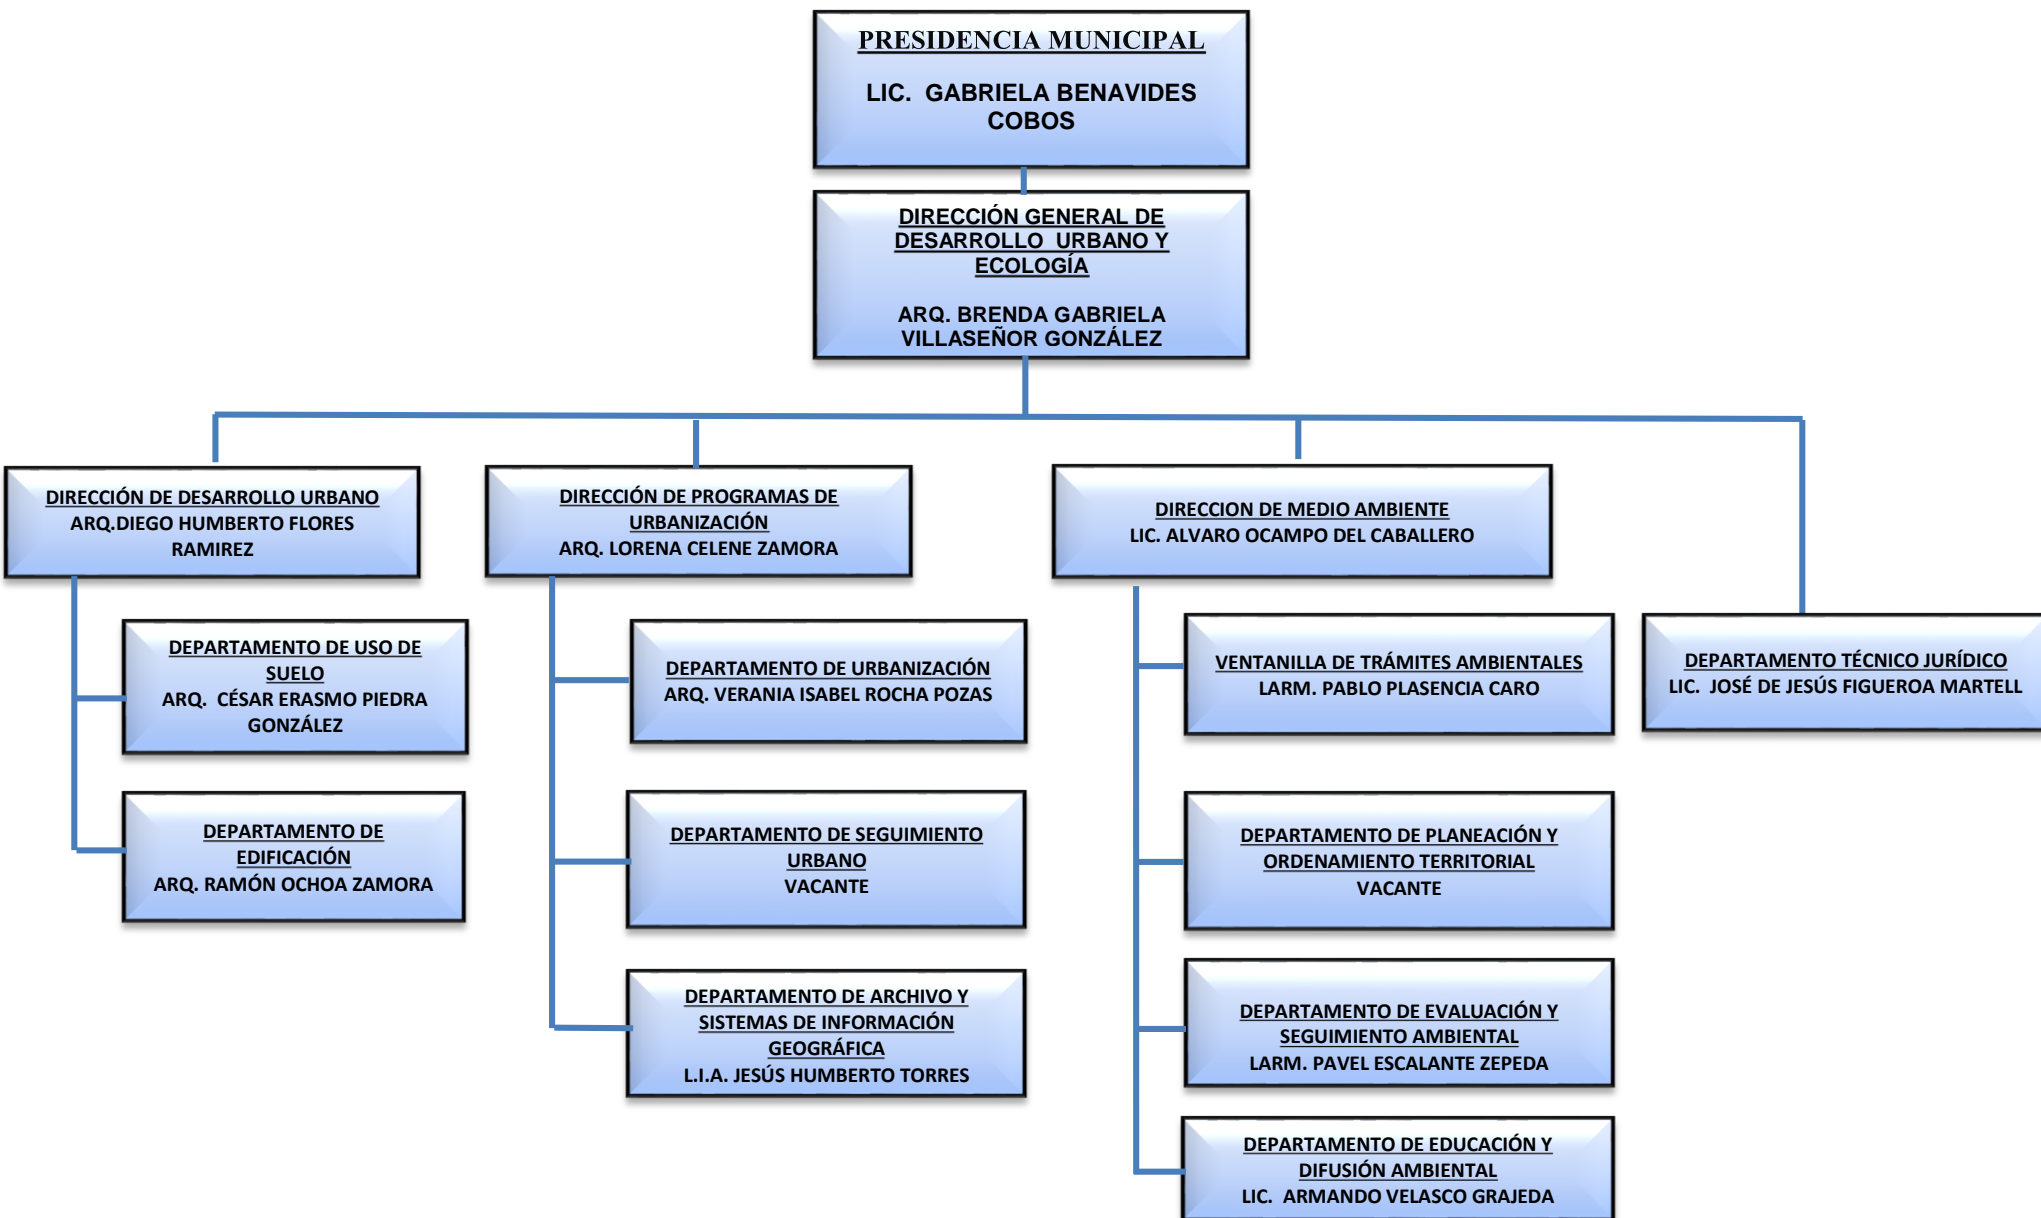 PRESIDENCIA MUNICIPAL
LIC. GABRIELA BENAVIDES
COBOS
DIRECCIÓN GENERAL DE
DESARROLLO URBANO Y
ECOLOGÍA
ARQ. BRENDA GABRIELA
VILLASEÑOR GONZÁLEZ
DIRECCIÓN DE DESARROLLO URBANO
ARQ.DIEGO HUMBERTO FLORES
RAMIREZ
DEPARTAMENTO DE USO DE
SUELO
ARQ. CÉSAR ERASMO PIEDRA
GONZÁLEZ
DEPARTAMENTO DE
EDIFICACIÓN
ARQ. RAMÓN OCHOA ZAMORA
DIRECCIÓN DE PROGRAMAS DE
URBANIZACIÓN
ARQ. LORENA CELENE ZAMORA
DEPARTAMENTO DE URBANIZACIÓN
ARQ. VERANIA ISABEL ROCHA POZAS
DEPARTAMENTO DE SEGUIMIENTO
URBANO
VACANTE
DEPARTAMENTO DE ARCHIVO Y
SISTEMAS DE INFORMACIÓN
GEOGRÁFICA
L.I.A. JESÚS HUMBERTO TORRES
DIRECCION DE MEDIO AMBIENTE
LIC. ALVARO OCAMPO DEL CABALLERO
VENTANILLA DE TRÁMITES AMBIENTALES
LARM. PABLO PLASENCIA CARO
DEPARTAMENTO DE PLANEACIÓN Y
ORDENAMIENTO TERRITORIAL
VACANTE
DEPARTAMENTO DE EVALUACIÓN Y
SEGUIMIENTO AMBIENTAL
LARM. PAVEL ESCALANTE ZEPEDA
DEPARTAMENTO DE EDUCACIÓN Y
DIFUSIÓN AMBIENTAL
LIC. ARMANDO VELASCO GRAJEDA
DEPARTAMENTO TÉCNICO JURÍDICO
LIC. JOSÉ DE JESÚS FIGUEROA MARTELL